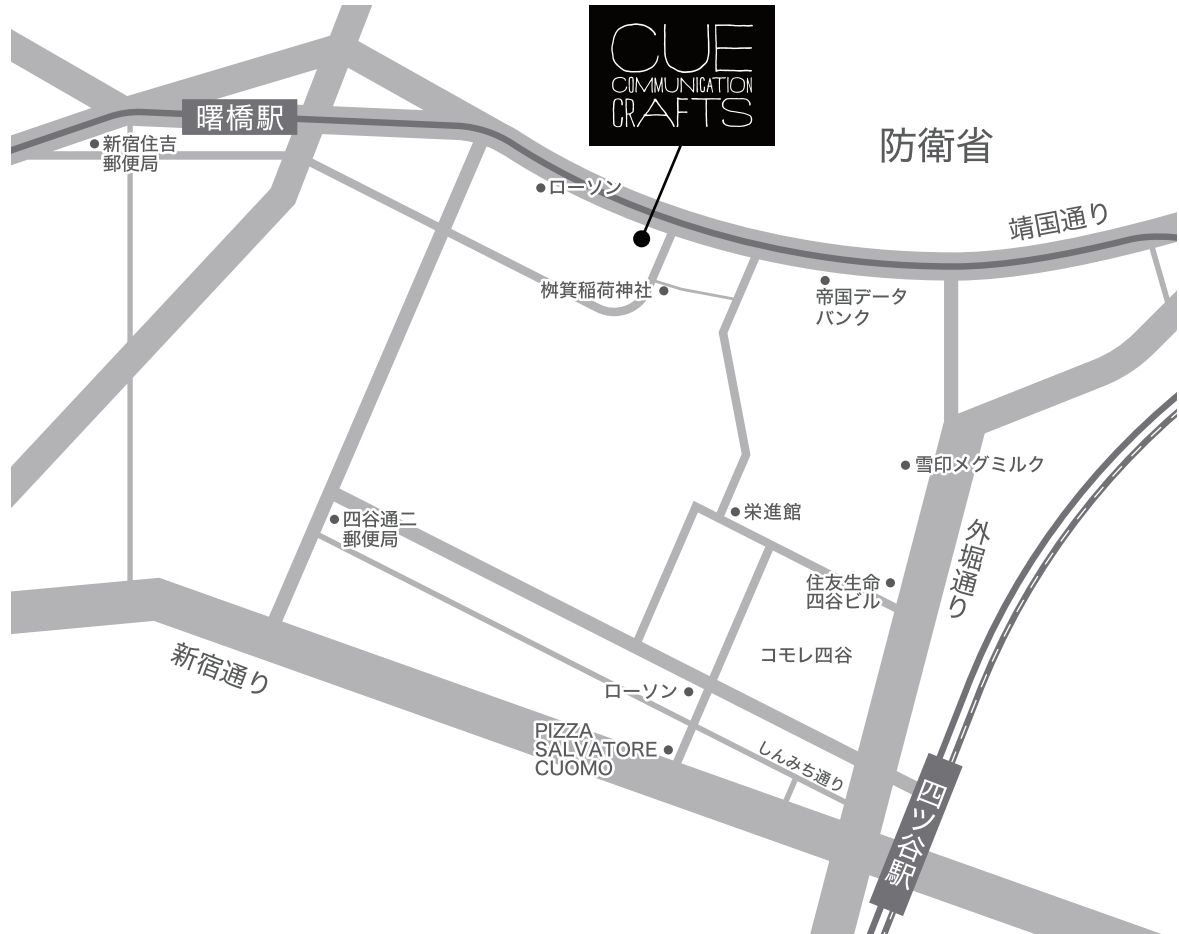 CUE
COMMUNICATION
CRAFTS
曙橋駅
新宿住吉
郵便局
防衛省
ローソン
靖国通り
桝箕稲荷神社
帝国データ
バンク
雪印メグミルク
四谷通二
郵便局
栄進館
外堀通り
住友生命
四谷ビル
新宿通り
コモレ四谷
ローソン
PIZZA
SALVATORE
CUOMO
しんみち通り
四ツ谷駅